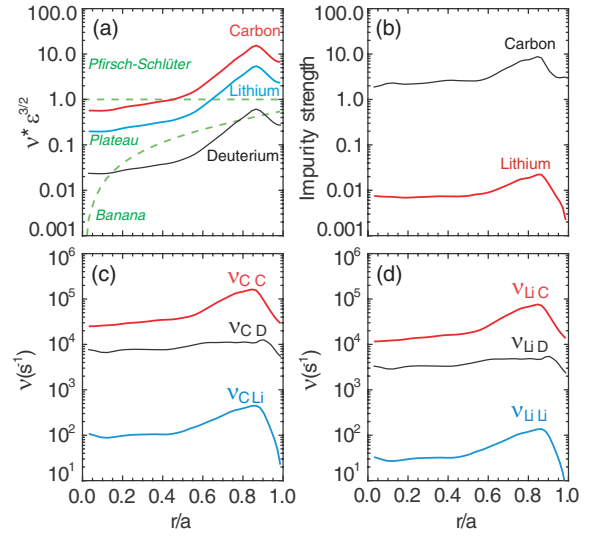 (a)
Pfirsch-Schlüter
Lithium
Plateau
Deuterium
Banana
Carbon
100.0
10.0
1.0
0.1
0.01
0.001
ν* ε^3/2
(b)
Carbon
Lithium
100.0
10.0
1.0
0.1
0.01
0.001
Impurity strength
(c)
ν_C C
ν_C D
ν_C Li
10^6
10^5
10^4
10^3
10^2
10^1
ν(s^-1)
0.0 0.2 0.4 0.6 0.8 1.0
r/a
(d)
ν_Li C
ν_Li D
ν_Li Li
10^6
10^5
10^4
10^3
10^2
10^1
ν(s^-1)
0.0 0.2 0.4 0.6 0.8 1.0
r/a